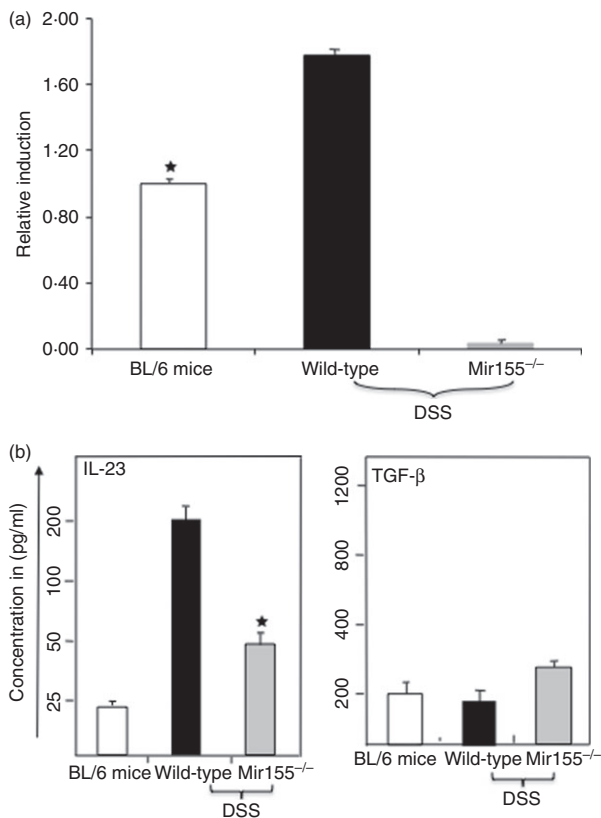 (a)
2·00
1·60
1·20
0·80
0·40
0·00
Relative induction
★
BL/6 mice
Wild-type
Mir155–/–
DSS
(b)
Concentration in (pg/ml)
IL-23
200
100
50
25
★
BL/6 mice Wild-type Mir155–/–
DSS
TGF-β
1200
800
400
200
BL/6 mice Wild-type Mir155–/–
DSS